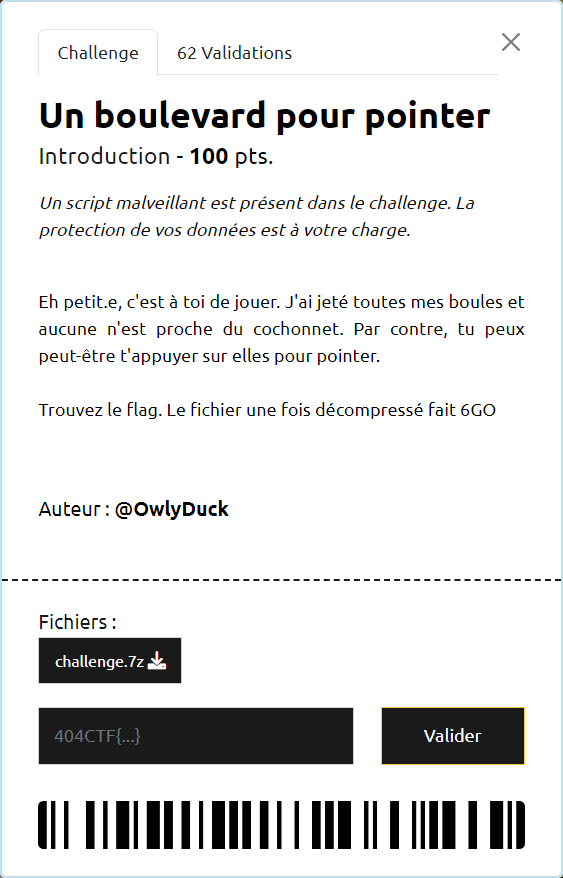 Challenge
62 Validations
Un boulevard pour pointer
Introduction - 100 pts.
Un script malveillant est présent dans le challenge. La
protection de vos données est à votre charge.
Eh petit.e, c'est à toi de jouer. J'ai jeté toutes mes boules et
aucune n'est proche du cochonnet. Par contre, tu peux
peut-être t'appuyer sur elles pour pointer.
Trouvez le flag. Le fichier une fois décompressé fait 6GO
Auteur : @OwlyDuck
Fichiers :
challenge.7z
404CTF{...}
Valider